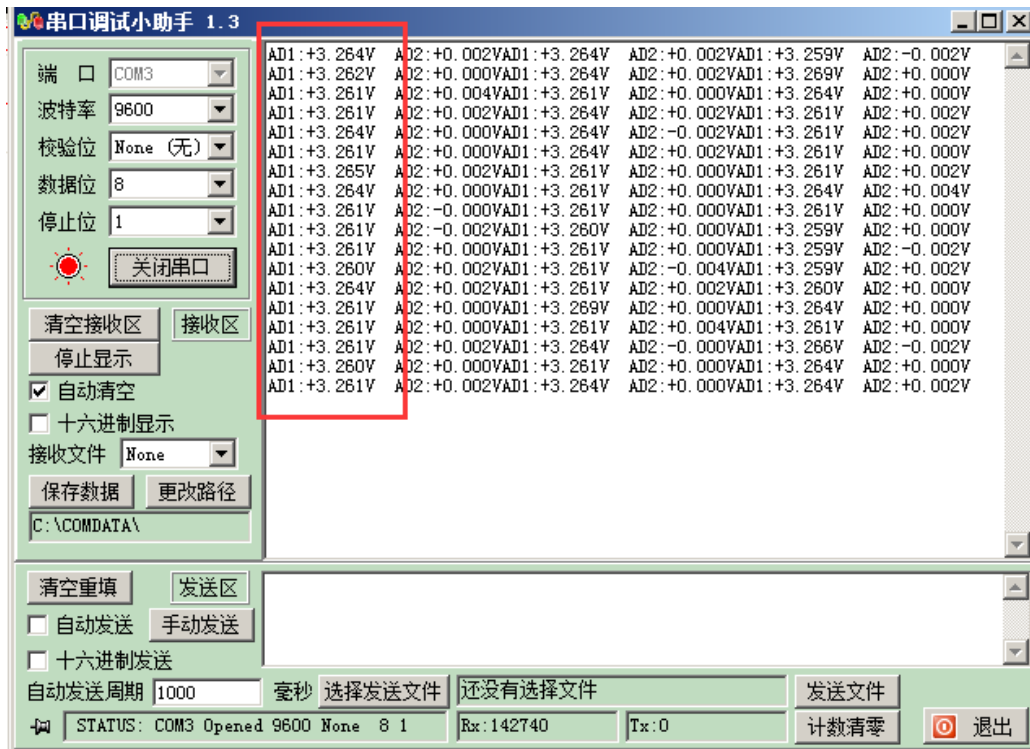 串口调试小助手 1.3
端 口 COM3
波特率 9600
校验位 None (无)
数据位 8
停止位 1
关闭串口
清空接收区 接收区
停止显示
自动清空
十六进制显示
接收文件 None
保存数据 更改路径
C:\COMDATA\
AD1:+3.264V AD2:+0.002VAD1:+3.264V AD2:+0.002VAD1:+3.259V AD2:-0.002V
AD1:+3.262V AD2:+0.000VAD1:+3.264V AD2:+0.002VAD1:+3.269V AD2:+0.000V
AD1:+3.261V AD2:+0.004VAD1:+3.261V AD2:+0.000VAD1:+3.264V AD2:+0.000V
AD1:+3.261V AD2:+0.002VAD1:+3.264V AD2:+0.002VAD1:+3.261V AD2:+0.002V
AD1:+3.264V AD2:+0.000VAD1:+3.264V AD2:-0.002VAD1:+3.261V AD2:+0.002V
AD1:+3.261V AD2:+0.000VAD1:+3.264V AD2:+0.002VAD1:+3.261V AD2:+0.000V
AD1:+3.265V AD2:+0.002VAD1:+3.261V AD2:+0.000VAD1:+3.261V AD2:+0.002V
AD1:+3.264V AD2:+0.000VAD1:+3.261V AD2:+0.000VAD1:+3.264V AD2:+0.004V
AD1:+3.261V AD2:-0.000VAD1:+3.261V AD2:+0.000VAD1:+3.261V AD2:+0.000V
AD1:+3.261V AD2:-0.002VAD1:+3.260V AD2:+0.000VAD1:+3.259V AD2:+0.000V
AD1:+3.261V AD2:+0.000VAD1:+3.261V AD2:+0.000VAD1:+3.259V AD2:-0.002V
AD1:+3.260V AD2:+0.002VAD1:+3.261V AD2:-0.004VAD1:+3.259V AD2:+0.002V
AD1:+3.264V AD2:+0.002VAD1:+3.261V AD2:+0.002VAD1:+3.260V AD2:+0.000V
AD1:+3.261V AD2:+0.000VAD1:+3.269V AD2:+0.000VAD1:+3.264V AD2:+0.000V
AD1:+3.261V AD2:+0.000VAD1:+3.261V AD2:+0.004VAD1:+3.261V AD2:+0.000V
AD1:+3.261V AD2:+0.002VAD1:+3.264V AD2:-0.000VAD1:+3.266V AD2:-0.002V
AD1:+3.260V AD2:+0.000VAD1:+3.261V AD2:+0.000VAD1:+3.264V AD2:+0.000V
AD1:+3.261V AD2:+0.002VAD1:+3.264V AD2:+0.000VAD1:+3.264V AD2:+0.002V
清空重填 发送区
自动发送 手动发送
十六进制发送
自动发送周期 1000 毫秒 选择发送文件 还没有选择文件 发送文件
STATUS: COM3 Opened 9600 None 8 1 Rx:142740 Tx:0 计数清零 退出